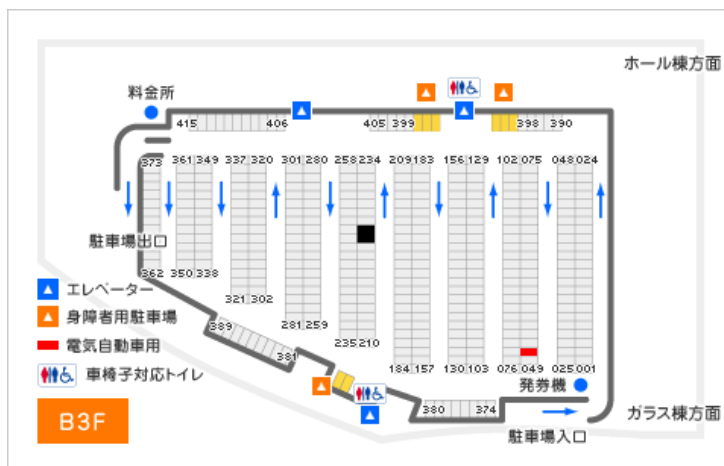 ホール棟方面
料金所
415 406 405 399 398 390
373 361 349 337 320 301 280 258 234 209 183 156 129 102 075 048 024
駐車場出口
362 350 338
エレベーター
321 302
身障者用駐車場
389 281 259
電気自動車用
381 235 210
車椅子対応トイレ
184 157 130 103 076 049 025 001
発券機
B3F
380 374
ガラス棟方面
駐車場入口